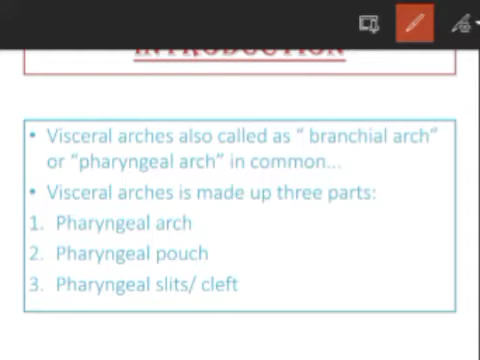 INTRODUCTION
• Visceral arches also called as “ branchial arch”
or “pharyngeal arch” in common...
• Visceral arches is made up three parts:
1. Pharyngeal arch
2. Pharyngeal pouch
3. Pharyngeal slits/ cleft